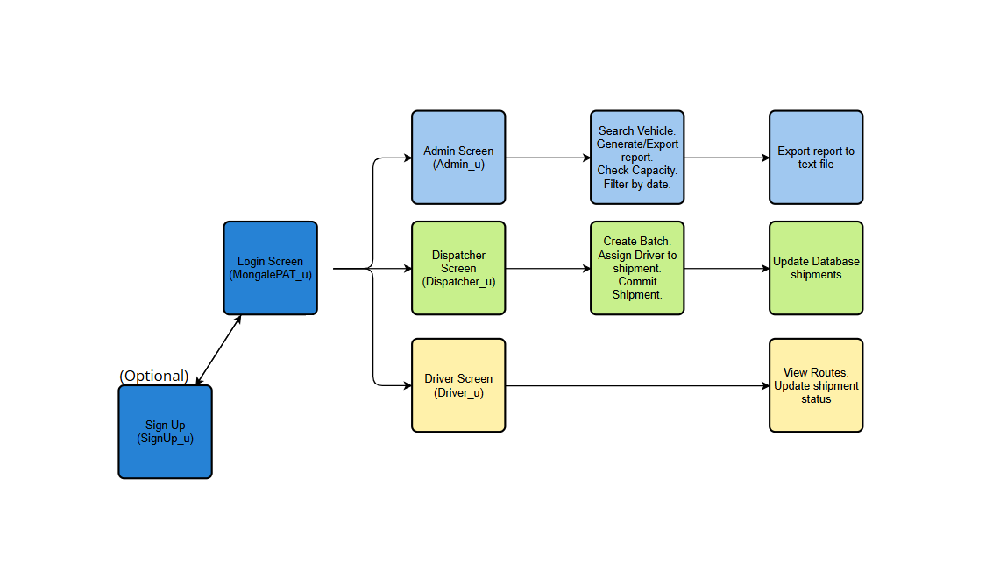 Admin Screen
(Admin_u)
Search Vehicle.
Generate/Export
report.
Check Capacity.
Filter by date.
Export report to
text file
Login Screen
(MongalePAT_u)
Dispatcher
Screen
(Dispatcher_u)
Create Batch.
Assign Driver to
shipment.
Commit
Shipment.
Update Database
shipments
Driver Screen
(Driver_u)
View Routes.
Update shipment
status
(Optional)
Sign Up
(SignUp_u)